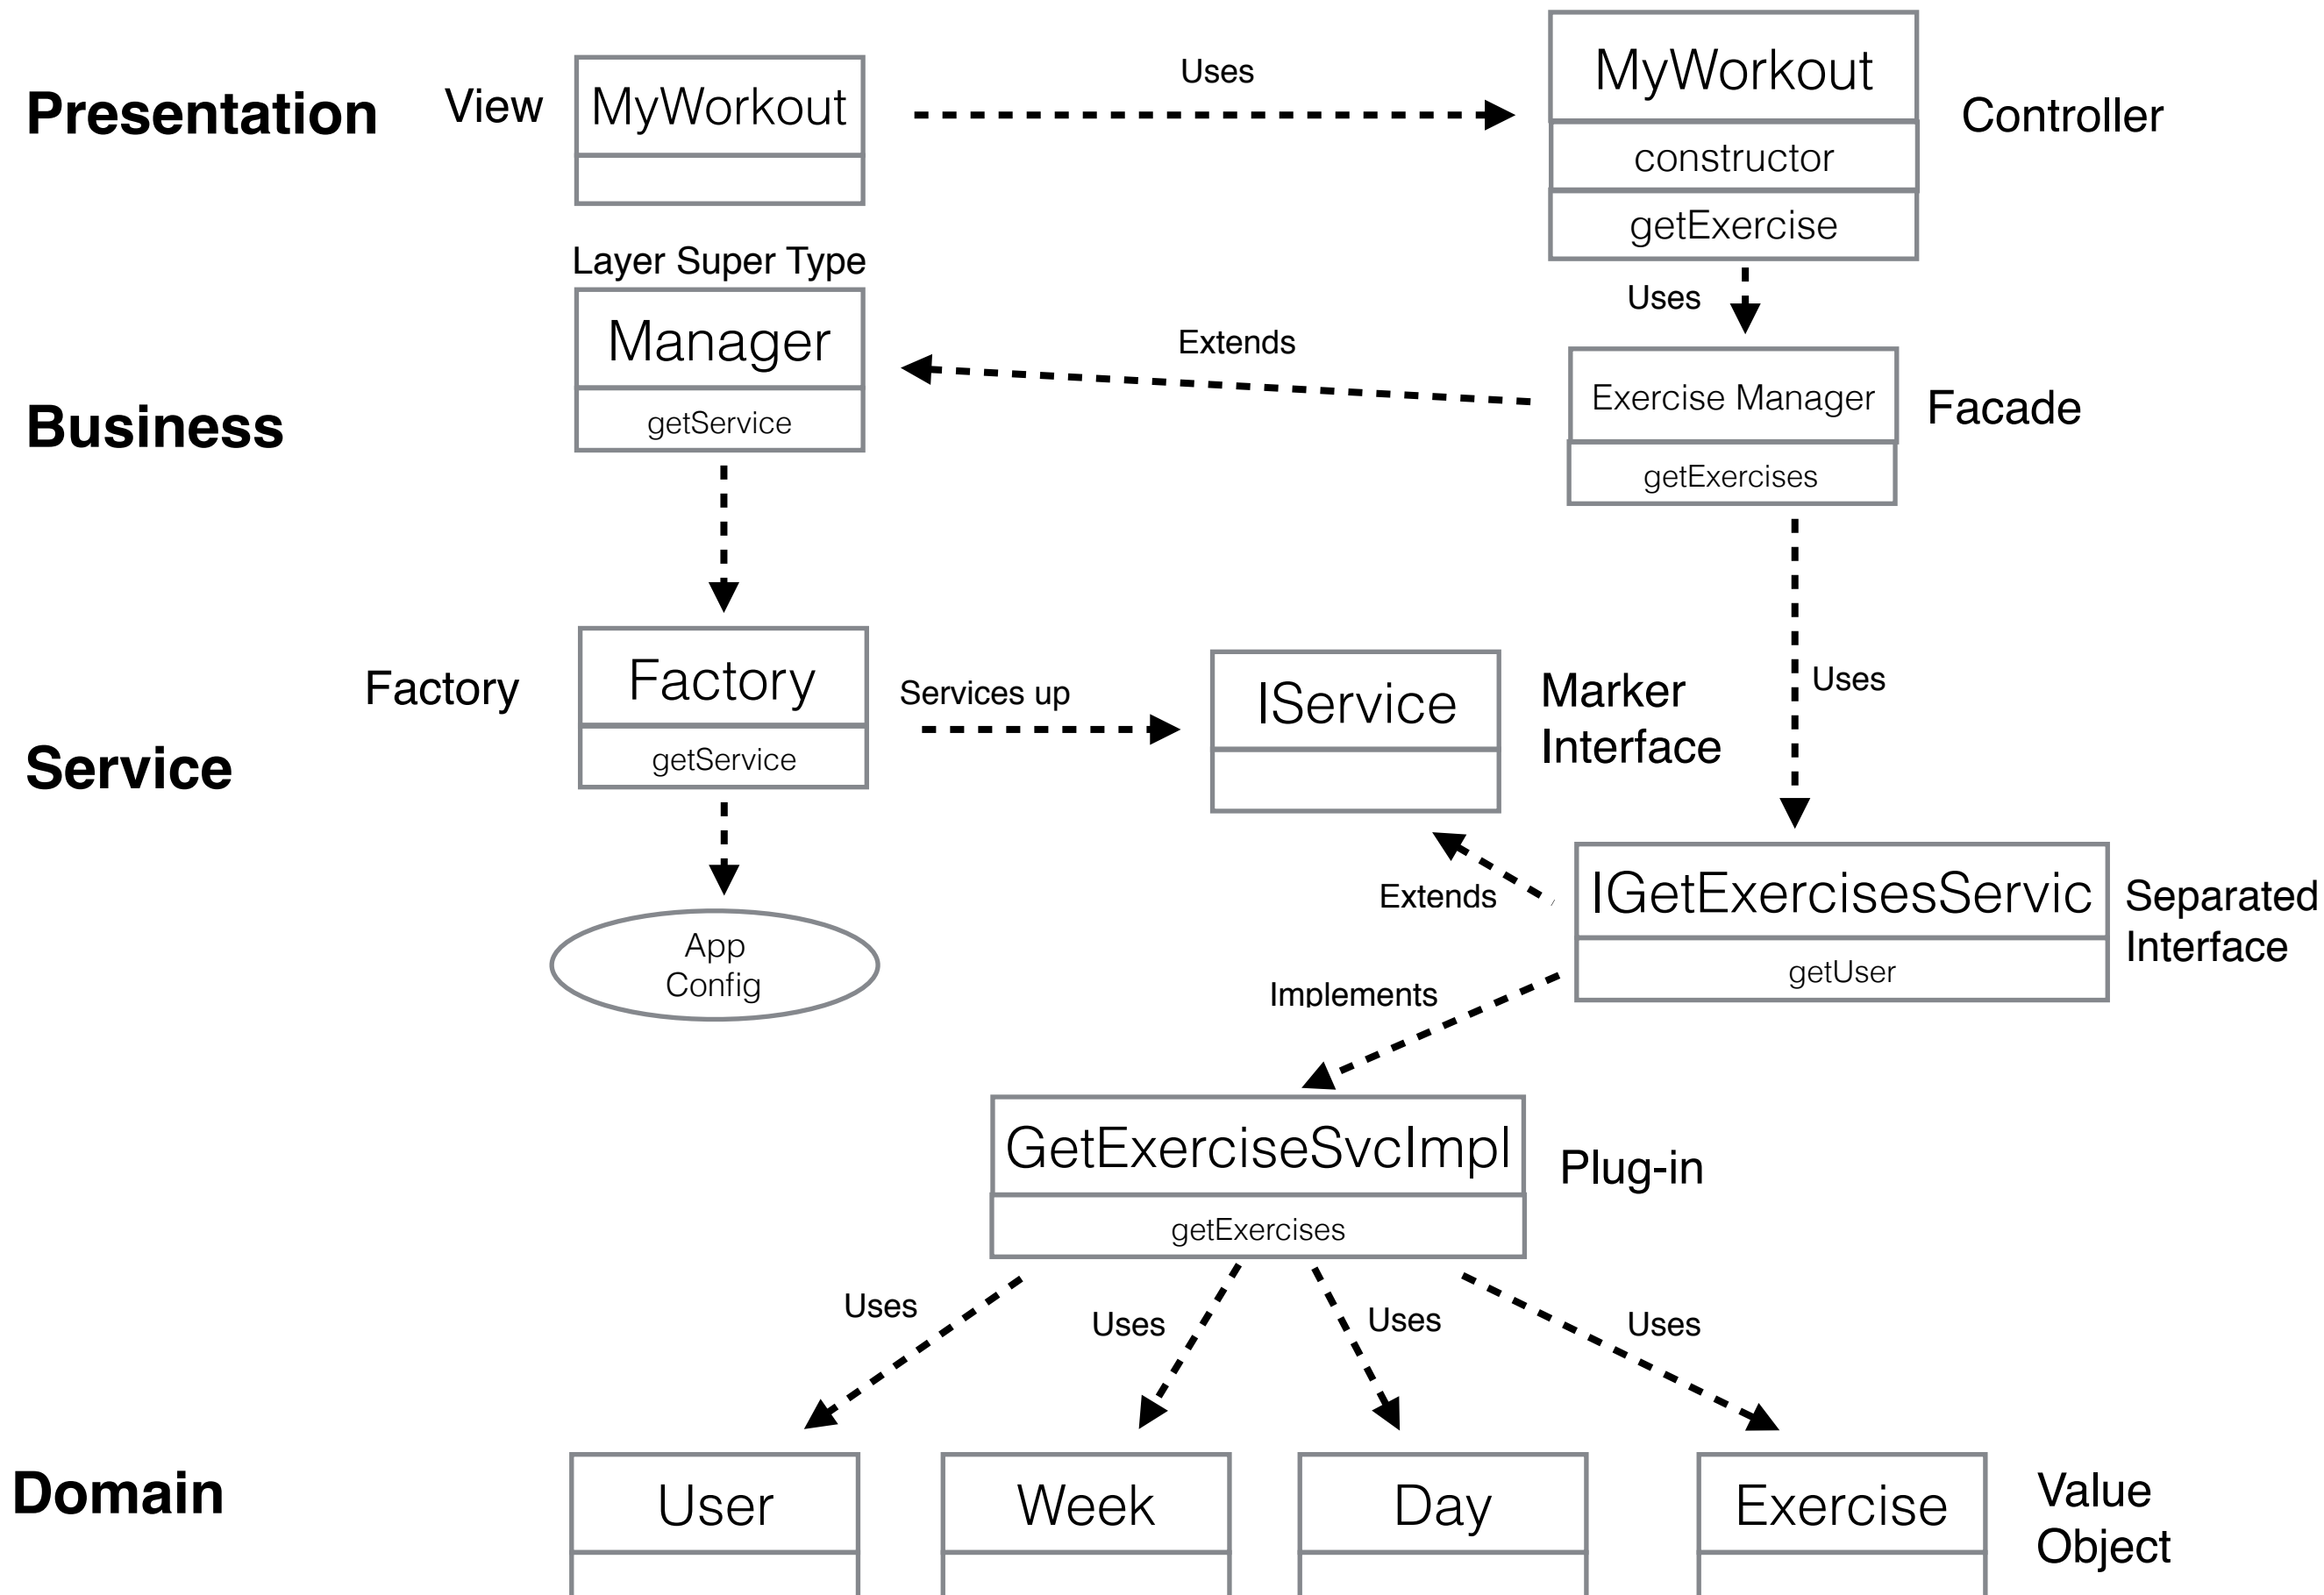 Presentation
View
MyWorkout
Uses
MyWorkout
constructor
getExercise
Controller
Layer Super Type
Manager
getService
Extends
Uses
Exercise Manager
getExercises
Facade
Business
Factory
Factory
getService
Services up
IService
Marker
Interface
Uses
Service
App
Config
Extends
IGetExercisesServic
getUser
Separated
Interface
Implements
GetExerciseSvcImpl
getExercises
Plug-in
Uses
Uses
Uses
Uses
Domain
User
Week
Day
Exercise
Value
Object